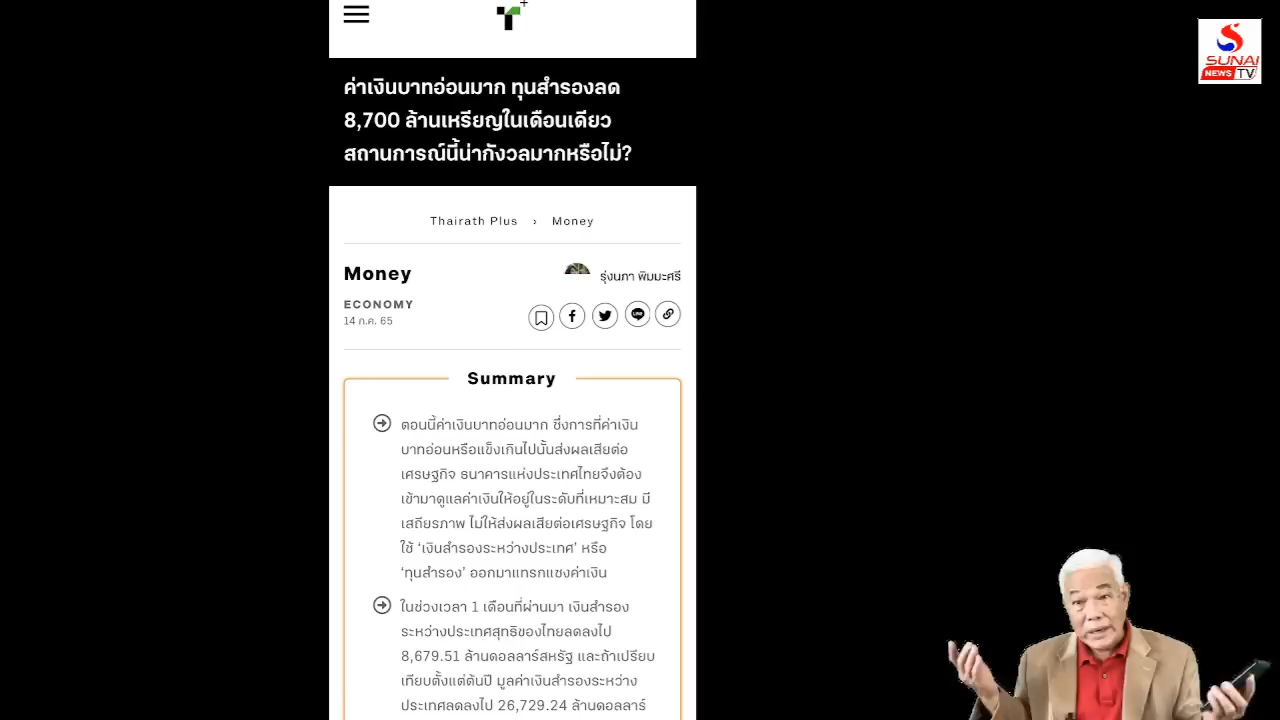 ค่าเงินบาทอ่อนมาก ทุนสำรองลด
8,700 ล้านเหรียญในเดือนเดียว
สถานการณ์นี้น่ากังวลมากหรือไม่?
Thairath Plus › Money
Money
รุ่งนภา พิมมะศรี
ECONOMY
14 ก.ค. 65
Summary
ตอนนี้ค่าเงินบาทอ่อนมาก ซึ่งการที่ค่าเงิน
บาทอ่อนหรือแข็งเกินไปนั้นส่งผลเสียต่อ
เศรษฐกิจ ธนาคารแห่งประเทศไทยจึงต้อง
เข้ามาดูแลค่าเงินให้อยู่ในระดับที่เหมาะสม มี
เสถียรภาพ ไม่ให้ส่งผลเสียต่อเศรษฐกิจ โดย
ใช้ ‘เงินสำรองระหว่างประเทศ’ หรือ
‘ทุนสำรอง’ ออกมาแทรกแซงค่าเงิน
ในช่วงเวลา 1 เดือนที่ผ่านมา เงินสำรอง
ระหว่างประเทศสุทธิของไทยลดลงไป
8,679.51 ล้านดอลลาร์สหรัฐ และถ้าเปรียบ
เทียบตั้งแต่ต้นปี มูลค่าเงินสำรองระหว่าง
ประเทศลดลงไป 26,729.24 ล้านดอลลาร์
SUNAI
NEWS TV